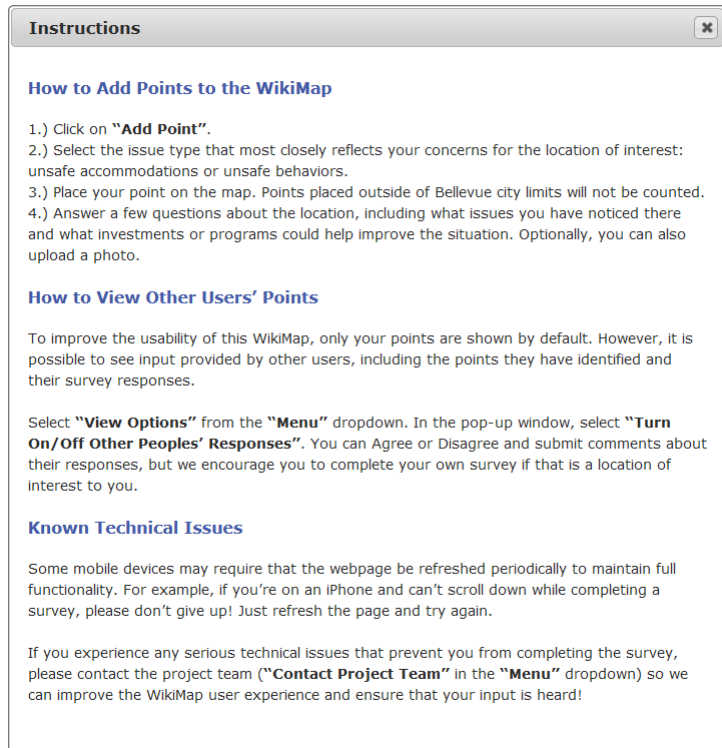 Instructions
How to Add Points to the WikiMap
1.) Click on “Add Point”.
2.) Select the issue type that most closely reflects your concerns for the location of interest:
unsafe accommodations or unsafe behaviors.
3.) Place your point on the map. Points placed outside of Bellevue city limits will not be counted.
4.) Answer a few questions about the location, including what issues you have noticed there
and what investments or programs could help improve the situation. Optionally, you can also
upload a photo.
How to View Other Users’ Points
To improve the usability of this WikiMap, only your points are shown by default. However, it is
possible to see input provided by other users, including the points they have identified and
their survey responses.
Select “View Options” from the “Menu” dropdown. In the pop-up window, select “Turn
On/Off Other Peoples’ Responses”. You can Agree or Disagree and submit comments about
their responses, but we encourage you to complete your own survey if that is a location of
interest to you.
Known Technical Issues
Some mobile devices may require that the webpage be refreshed periodically to maintain full
functionality. For example, if you’re on an iPhone and can’t scroll down while completing a
survey, please don’t give up! Just refresh the page and try again.
If you experience any serious technical issues that prevent you from completing the survey,
please contact the project team (“Contact Project Team” in the “Menu” dropdown) so we
can improve the WikiMap user experience and ensure that your input is heard!